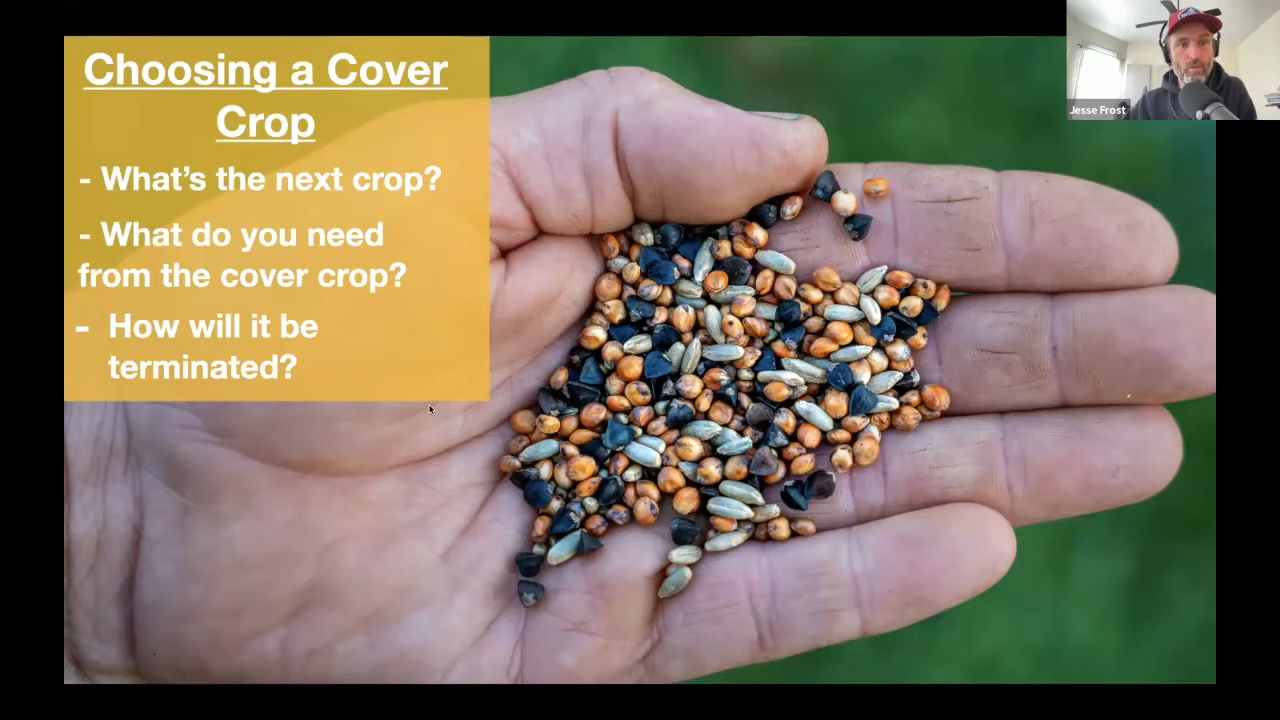 Choosing a Cover
Crop
- What’s the next crop?
- What do you need
from the cover crop?
- How will it be
terminated?
Jesse Frost